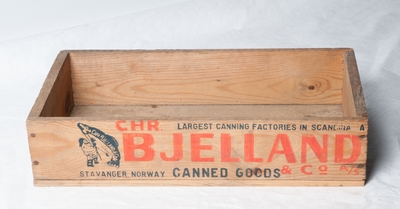 CHR. LARGEST CANNING FACTORIES IN SCANDINAVIA
BJELLAND & Co A/S
STAVANGER, NORWAY CANNED GOODS